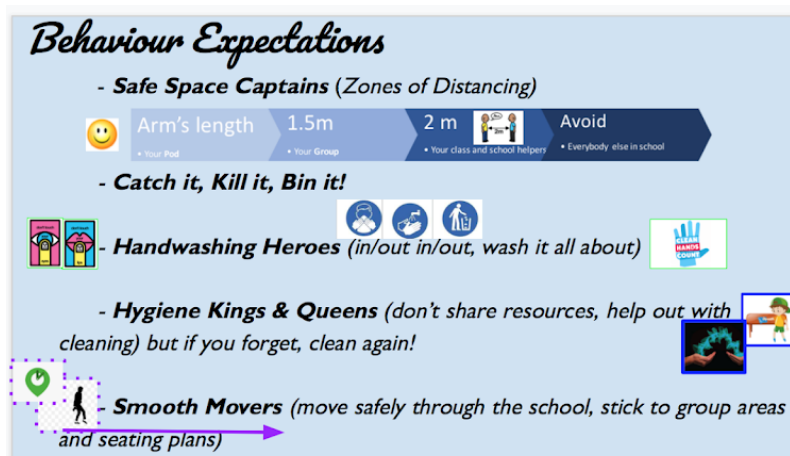 Behaviour Expectations
- Safe Space Captains (Zones of Distancing)
Arm's length 1.5m 2 m Avoid
• Your Pod • Your Group • Your class and school helpers • Everybody else in school
- Catch it, Kill it, Bin it!
- Handwashing Heroes (in/out in/out, wash it all about)
CLEAN
HANDS
COUNT
- Hygiene Kings & Queens (don't share resources, help out with
cleaning) but if you forget, clean again!
- Smooth Movers (move safely through the school, stick to group areas
and seating plans)